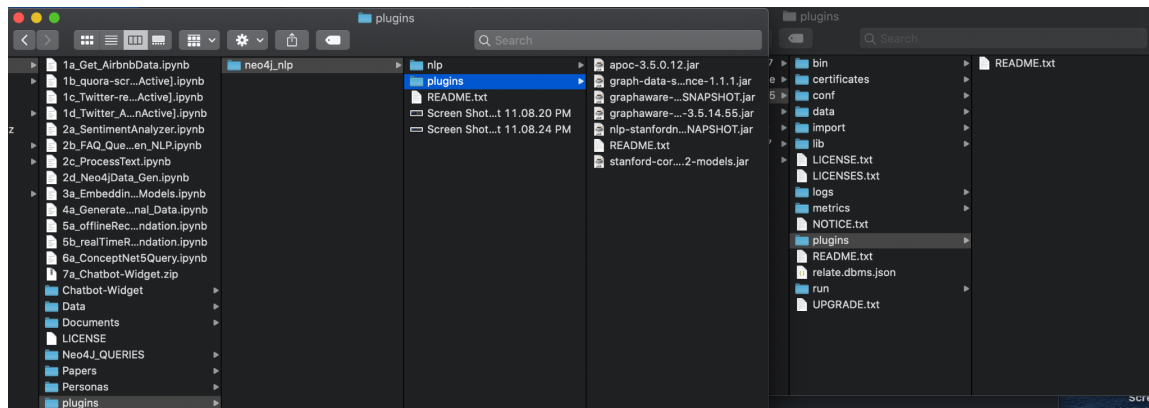 plugins
Search
1a_Get_AirbnbData.ipynb
1b_quora-scr...Active].ipynb
1c_Twitter-re...Active].ipynb
1d_Twitter_A...nActive].ipynb
2a_SentimentAnalyzer.ipynb
2b_FAQ_Que...en_NLP.ipynb
2c_ProcessText.ipynb
2d_Neo4jData_Gen.ipynb
3a_Embeddin...Models.ipynb
4a_Generate...nal_Data.ipynb
5a_offlineRec...ndation.ipynb
5b_realTimeR...ndation.ipynb
6a_ConceptNet5Query.ipynb
7a_Chatbot-Widget.zip
Chatbot-Widget
Data
Documents
LICENSE
Neo4J_QUERIES
Papers
Personas
plugins
neo4j_nlp
nlp
plugins
README.txt
Screen Shot...t 11.08.20 PM
Screen Shot...t 11.08.24 PM
apoc-3.5.0.12.jar
graph-data-s...nce-1.1.1.jar
graphaware-...SNAPSHOT.jar
graphaware-...-3.5.14.55.jar
nlp-stanfordn...NAPSHOT.jar
README.txt
stanford-cor....2-models.jar
plugins
Search
bin
certificates
conf
data
import
lib
LICENSE.txt
LICENSES.txt
logs
metrics
NOTICE.txt
plugins
README.txt
relate.dbms.json
run
UPGRADE.txt
README.txt